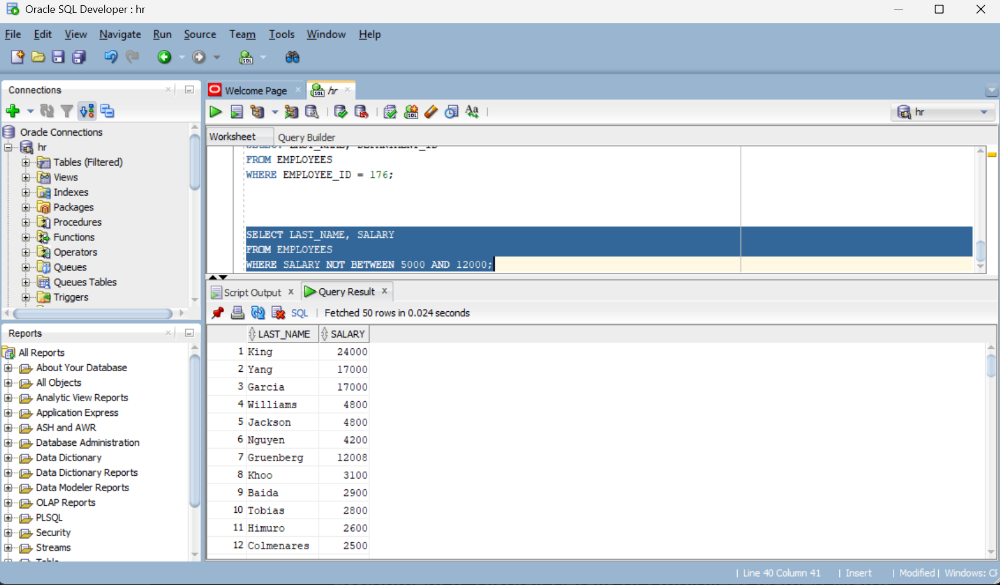 Oracle SQL Developer : hr
File Edit View Navigate Run Source Team Tools Window Help
Connections
Oracle Connections
hr
Tables (Filtered)
Views
Indexes
Packages
Procedures
Functions
Operators
Queues
Queues Tables
Triggers
Reports
All Reports
About Your Database
All Objects
Analytic View Reports
Application Express
ASH and AWR
Database Administration
Data Dictionary
Data Dictionary Reports
Data Modeler Reports
OLAP Reports
PLSQL
Security
Streams
Table
Welcome Page hr
hr
Worksheet Query Builder
SELECT LAST_NAME, DEPARTMENT_ID
FROM EMPLOYEES
WHERE EMPLOYEE_ID = 176;
SELECT LAST_NAME, SALARY
FROM EMPLOYEES
WHERE SALARY NOT BETWEEN 5000 AND 12000;
Script Output x Query Result x
SQL | Fetched 50 rows in 0.024 seconds
LAST_NAME SALARY
1 King 24000
2 Yang 17000
3 Garcia 17000
4 Williams 4800
5 Jackson 4800
6 Nguyen 4200
7 Gruenberg 12008
8 Khoo 3100
9 Baida 2900
10 Tobias 2800
11 Himuro 2600
12 Colmenares 2500
| Line 40 Column 41 | Insert | Modified | Windows: